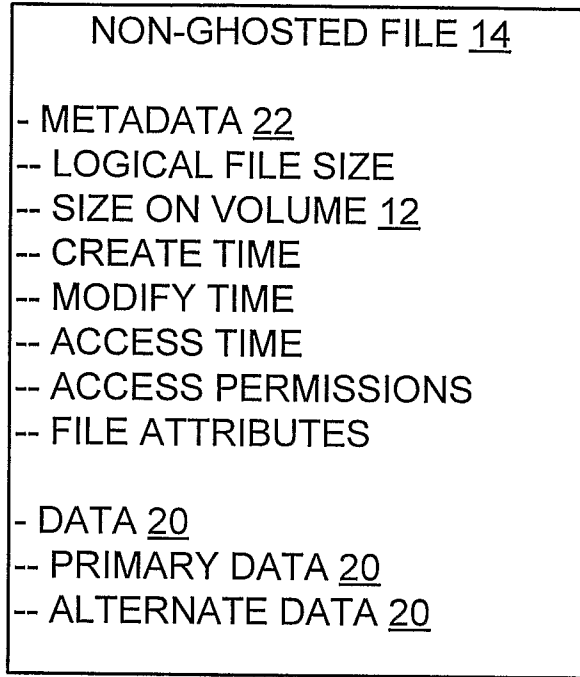 NON-GHOSTED FILE 14
- METADATA 22
-- LOGICAL FILE SIZE
-- SIZE ON VOLUME 12
-- CREATE TIME
-- MODIFY TIME
-- ACCESS TIME
-- ACCESS PERMISSIONS
-- FILE ATTRIBUTES
- DATA 20
-- PRIMARY DATA 20
-- ALTERNATE DATA 20